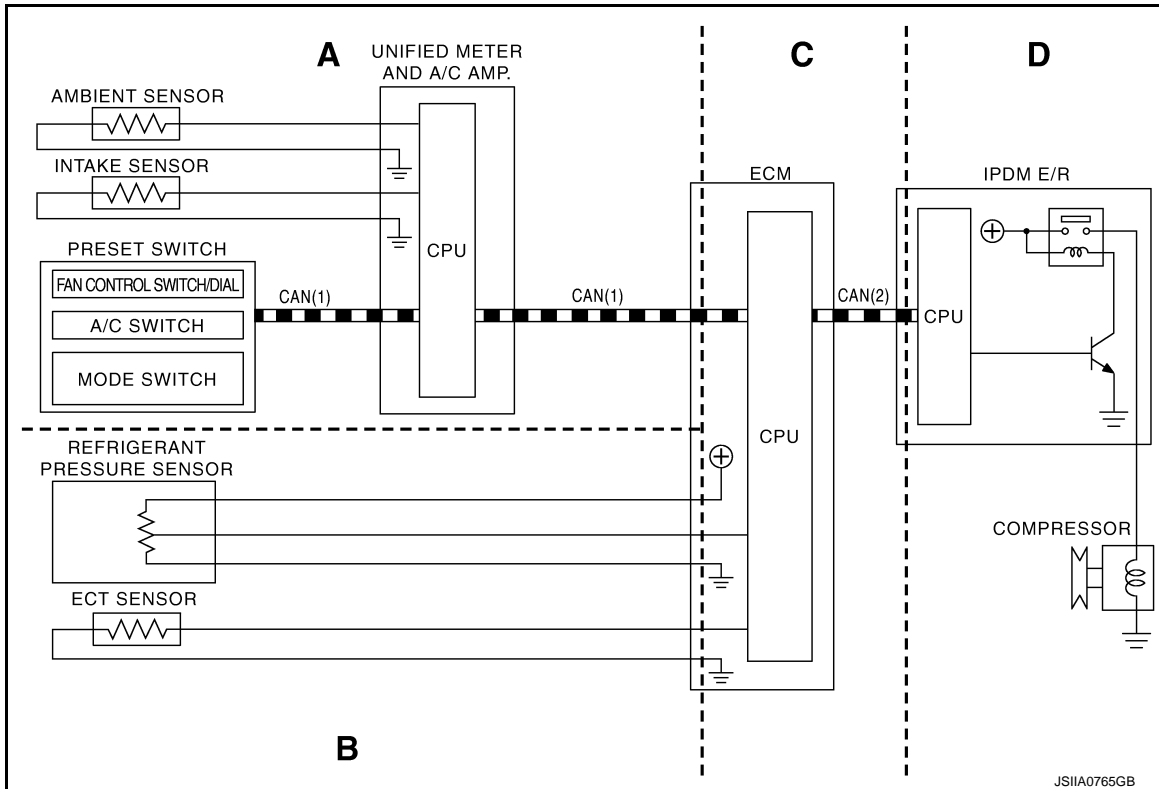 A
C
D
UNIFIED METER
AND A/C AMP.
AMBIENT SENSOR
INTAKE SENSOR
CPU
PRESET SWITCH
FAN CONTROL SWITCH/DIAL
A/C SWITCH
MODE SWITCH
CAN(1)
CAN(1)
ECM
CPU
CAN(2)
IPDM E/R
CPU
REFRIGERANT
PRESSURE SENSOR
ECT SENSOR
COMPRESSOR
B
JSIIA0765GB